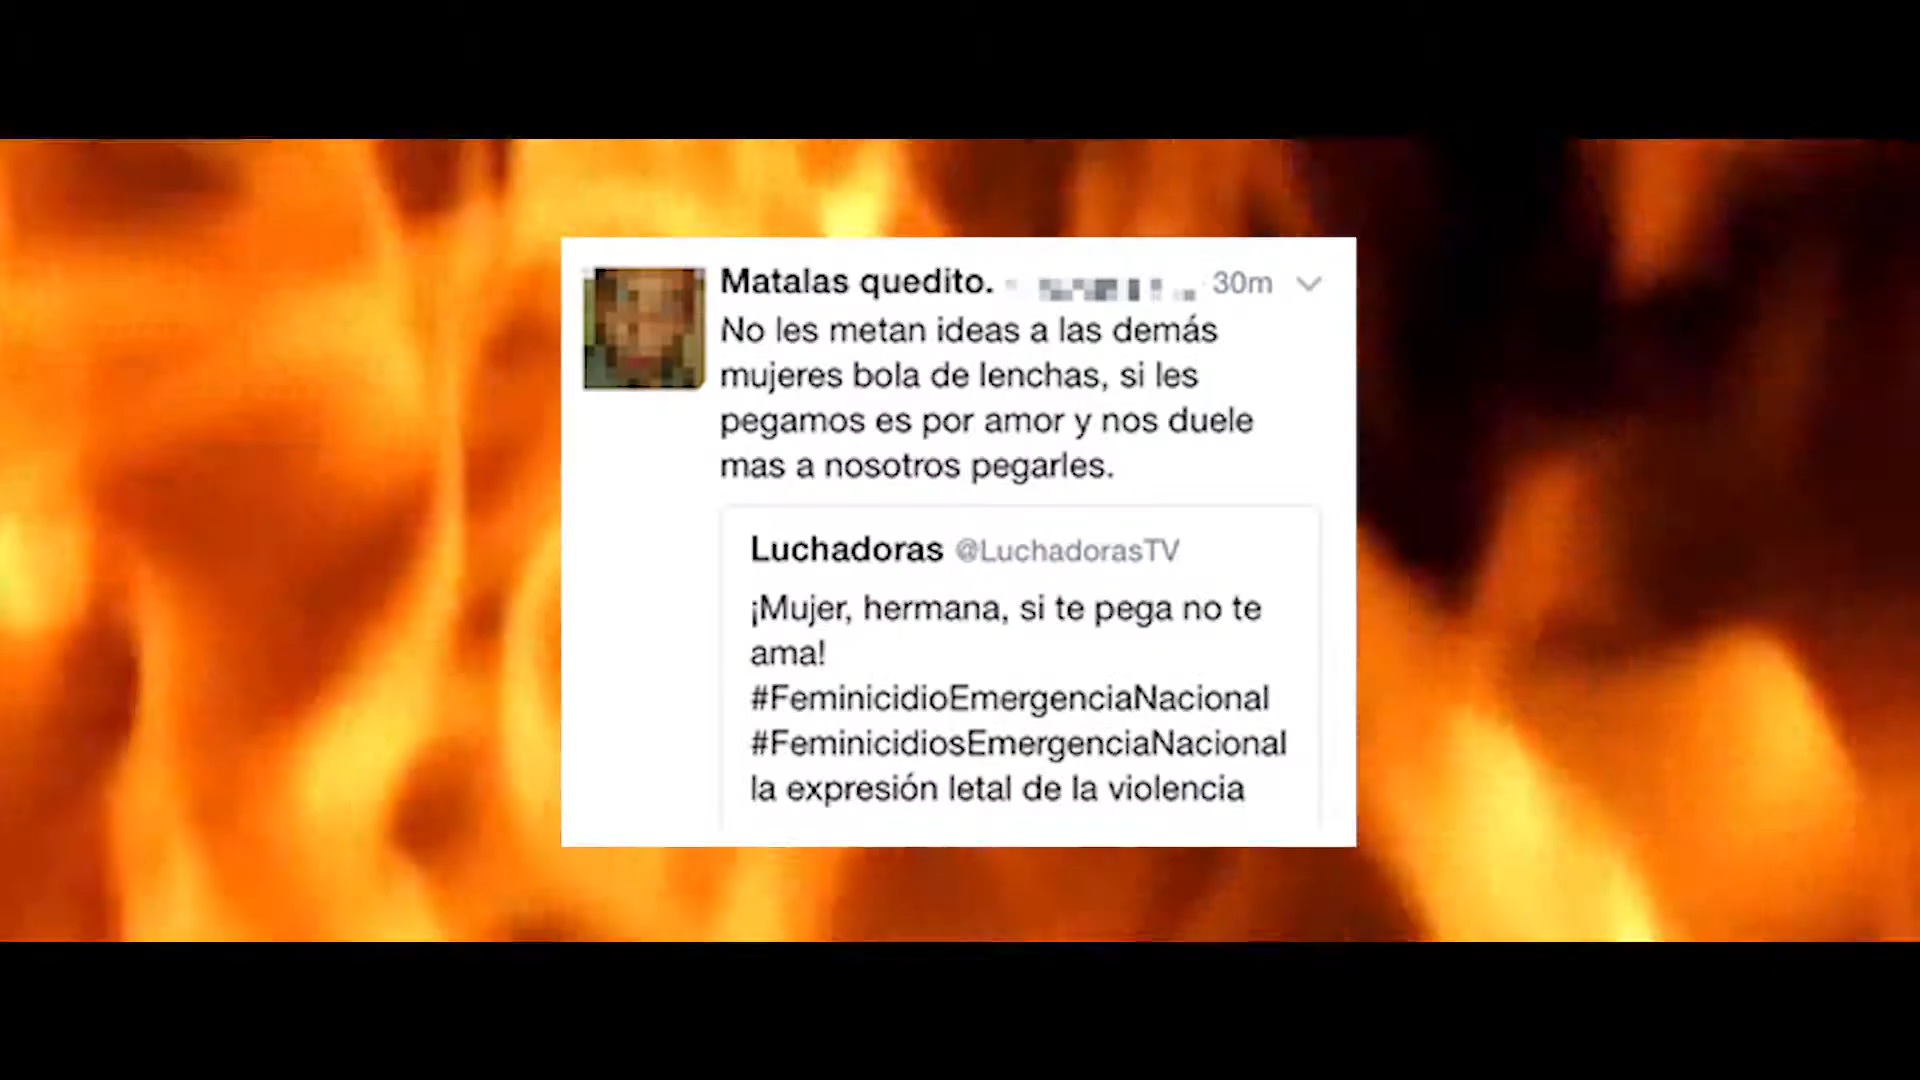 Matalas quedito. 30m
No les metan ideas a las demás
mujeres bola de lenchas, si les
pegamos es por amor y nos duele
mas a nosotros pegarles.
Luchadoras @LuchadorasTV
¡Mujer, hermana, si te pega no te
ama!
#FeminicidioEmergenciaNacional
#FeminicidiosEmergenciaNacional
la expresión letal de la violencia